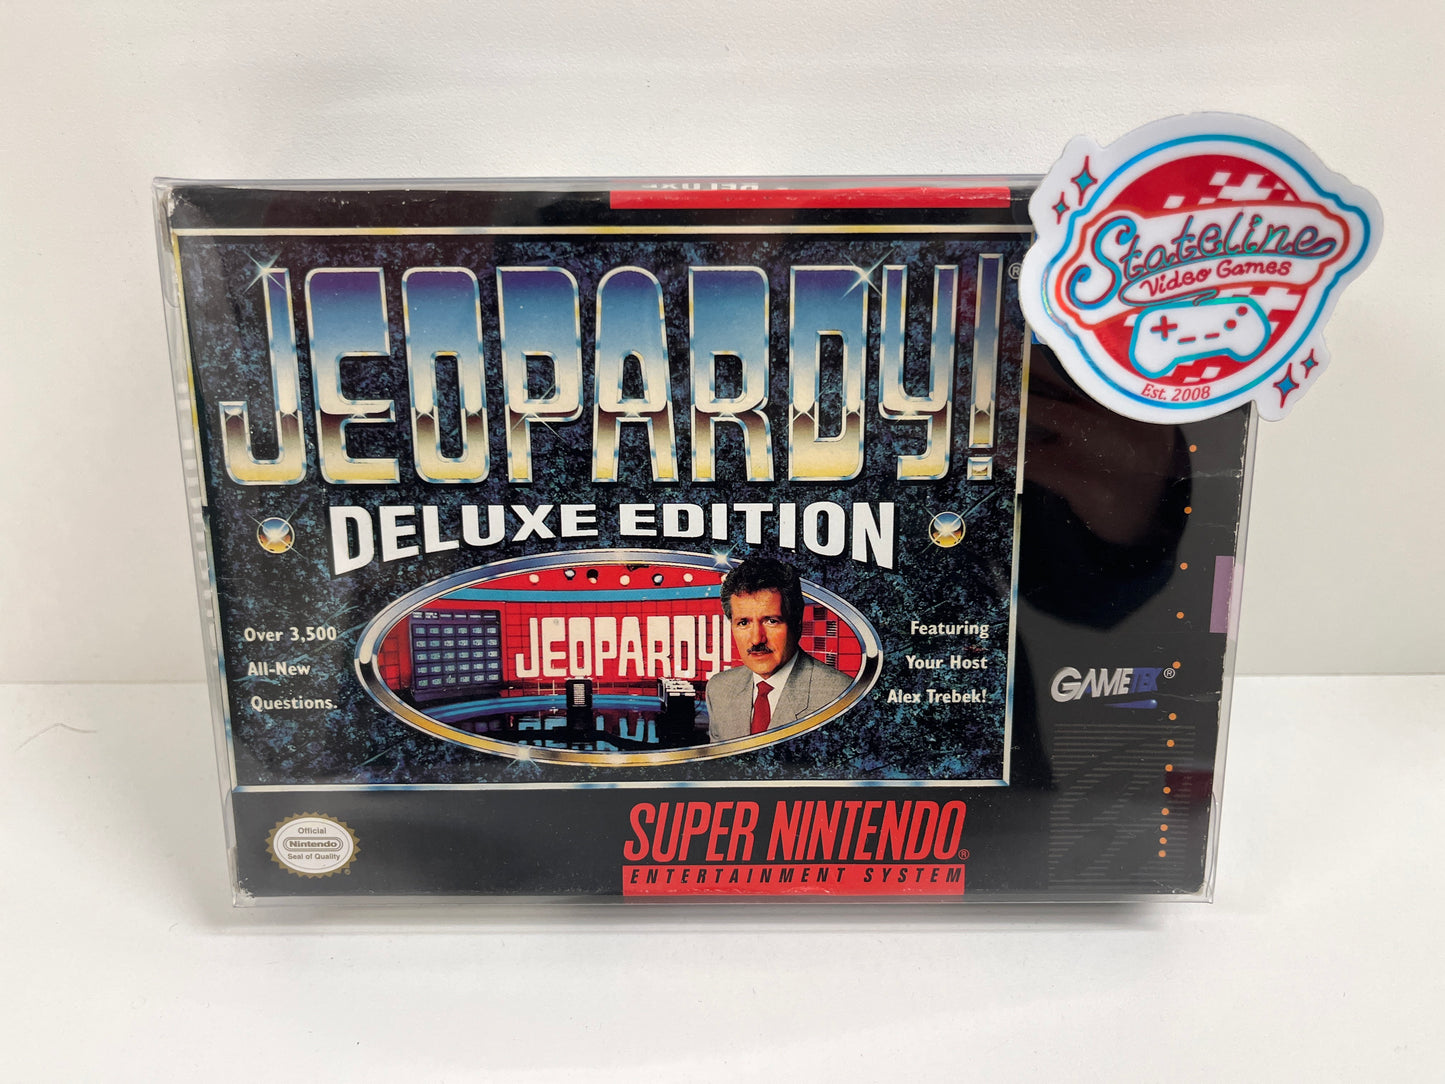 JEOPARDY!®
DELUXE EDITION
Over 3,500
All-New
Questions.
JEOPARDY!
Featuring
Your Host
Alex Trebek!
GAMETEK®
Official
Nintendo
Seal of Quality
SUPER NINTENDO®
ENTERTAINMENT SYSTEM
Stateline
Video Games
Est. 2008